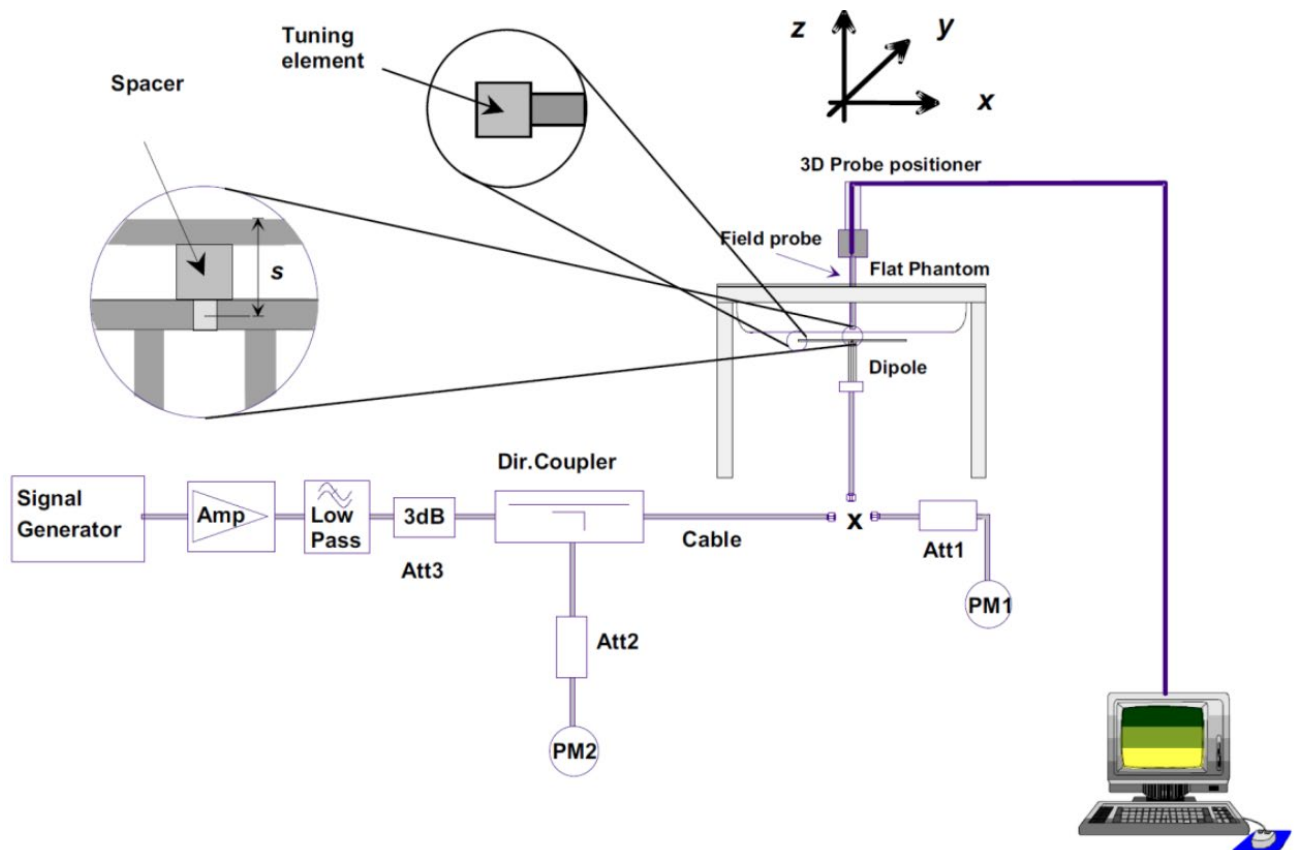 Tuning
element
Spacer
z
y
x
3D Probe positioner
Field probe
Flat Phantom
s
Dipole
Dir.Coupler
Signal
Generator
Amp
Low
Pass
3dB
Att3
Cable
x
Att1
PM1
Att2
PM2